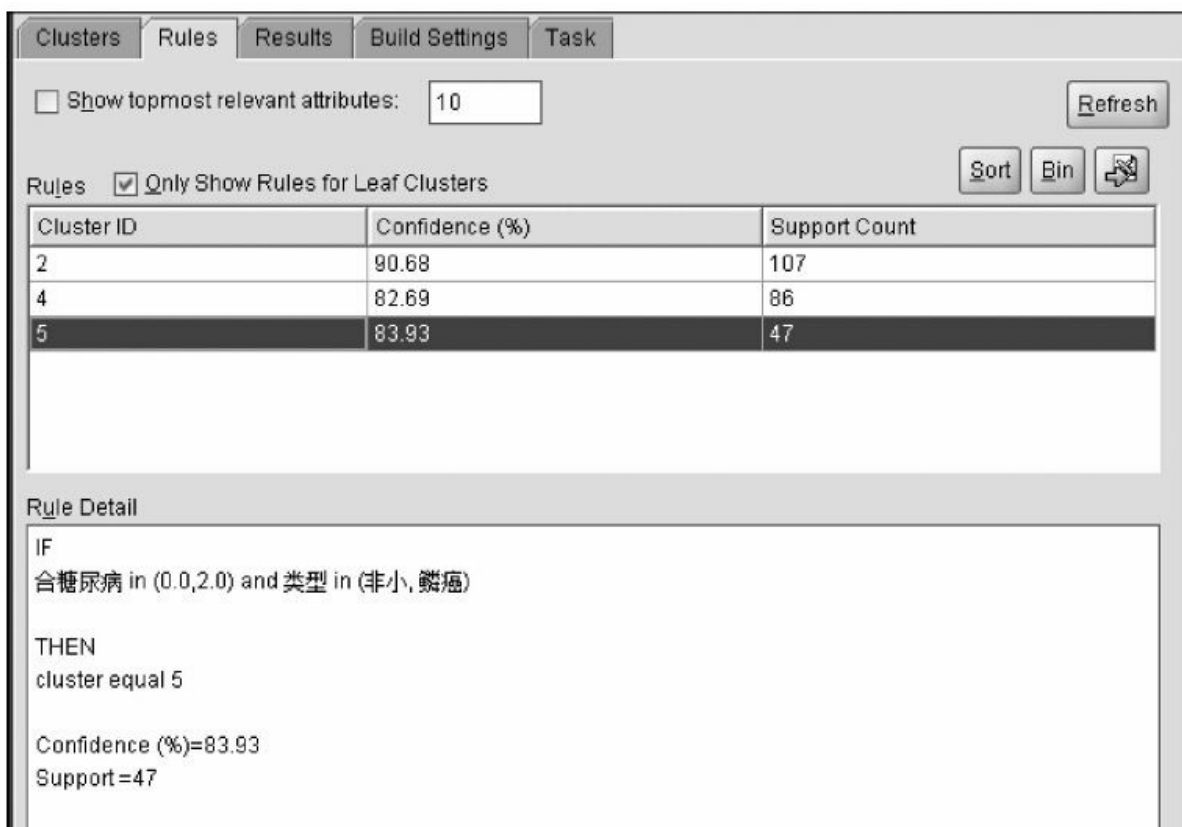 Clusters Rules Results Build Settings Task
Show topmost relevant attributes: 10 Refresh
Rules Only Show Rules for Leaf Clusters Sort Bin
Cluster ID Confidence (%) Support Count
2 90.68 107
4 82.69 86
5 83.93 47
Rule Detail
IF
合糖尿病 in (0.0,2.0) and 类型 in (非小, 鳞癌)
THEN
cluster equal 5
Confidence (%)=83.93
Support =47